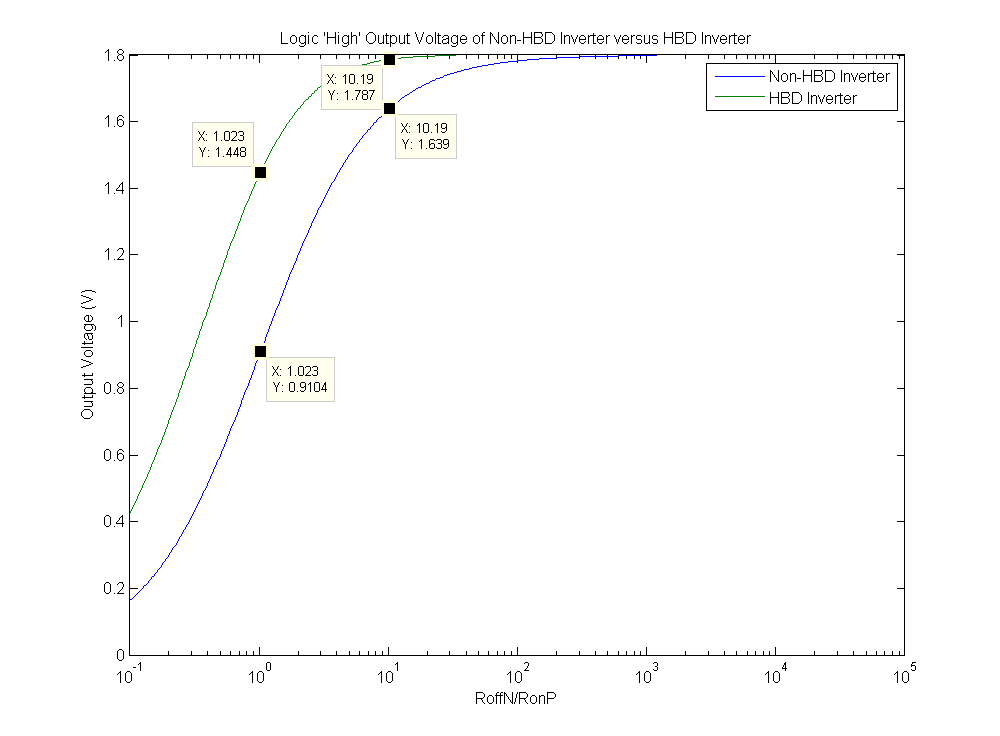 Logic 'High' Output Voltage of Non-HBD Inverter versus HBD Inverter
Non-HBD Inverter
HBD Inverter
X: 10.19
Y: 1.787
X: 10.19
Y: 1.639
X: 1.023
Y: 1.448
X: 1.023
Y: 0.9104
Output Voltage (V)
1.8
1.6
1.4
1.2
1
0.8
0.6
0.4
0.2
0
10^-1
10^0
10^1
10^2
10^3
10^4
10^5
RoffN/RonP